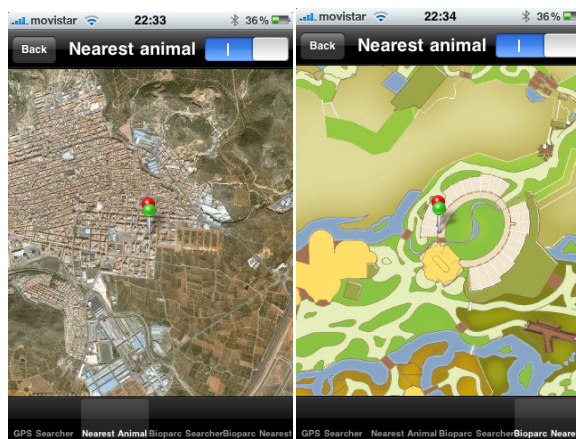 movistar 22:33 36%
Back Nearest animal
GPS Searcher Nearest Animal Bioparc Searcher Bioparc Nearest
movistar 22:34 36%
Back Nearest animal
GPS Searcher Nearest Animal Bioparc Searcher Bioparc Neare